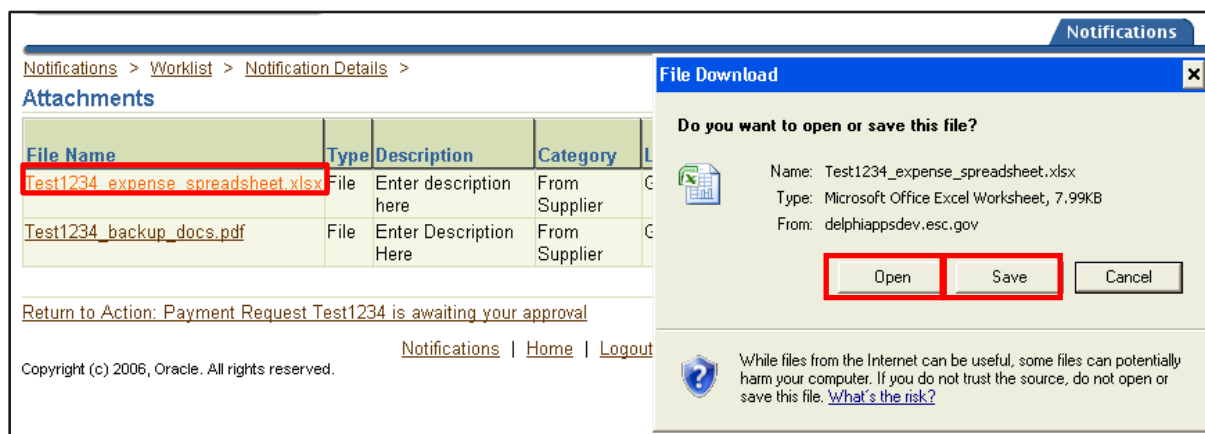 Notifications
Notifications > Worklist > Notification Details >
Attachments
File Name Type Description Category
Test1234_expense_spreadsheet.xlsx File Enter description here From Supplier
Test1234_backup_docs.pdf File Enter Description Here From Supplier
Return to Action: Payment Request Test1234 is awaiting your approval
Notifications | Home | Logout
Copyright (c) 2006, Oracle. All rights reserved.
File Download
Do you want to open or save this file?
Name: Test1234_expense_spreadsheet.xlsx
Type: Microsoft Office Excel Worksheet, 7.99KB
From: delphiappsdev.esc.gov
Open Save Cancel
While files from the Internet can be useful, some files can potentially
harm your computer. If you do not trust the source, do not open or
save this file. What's the risk?